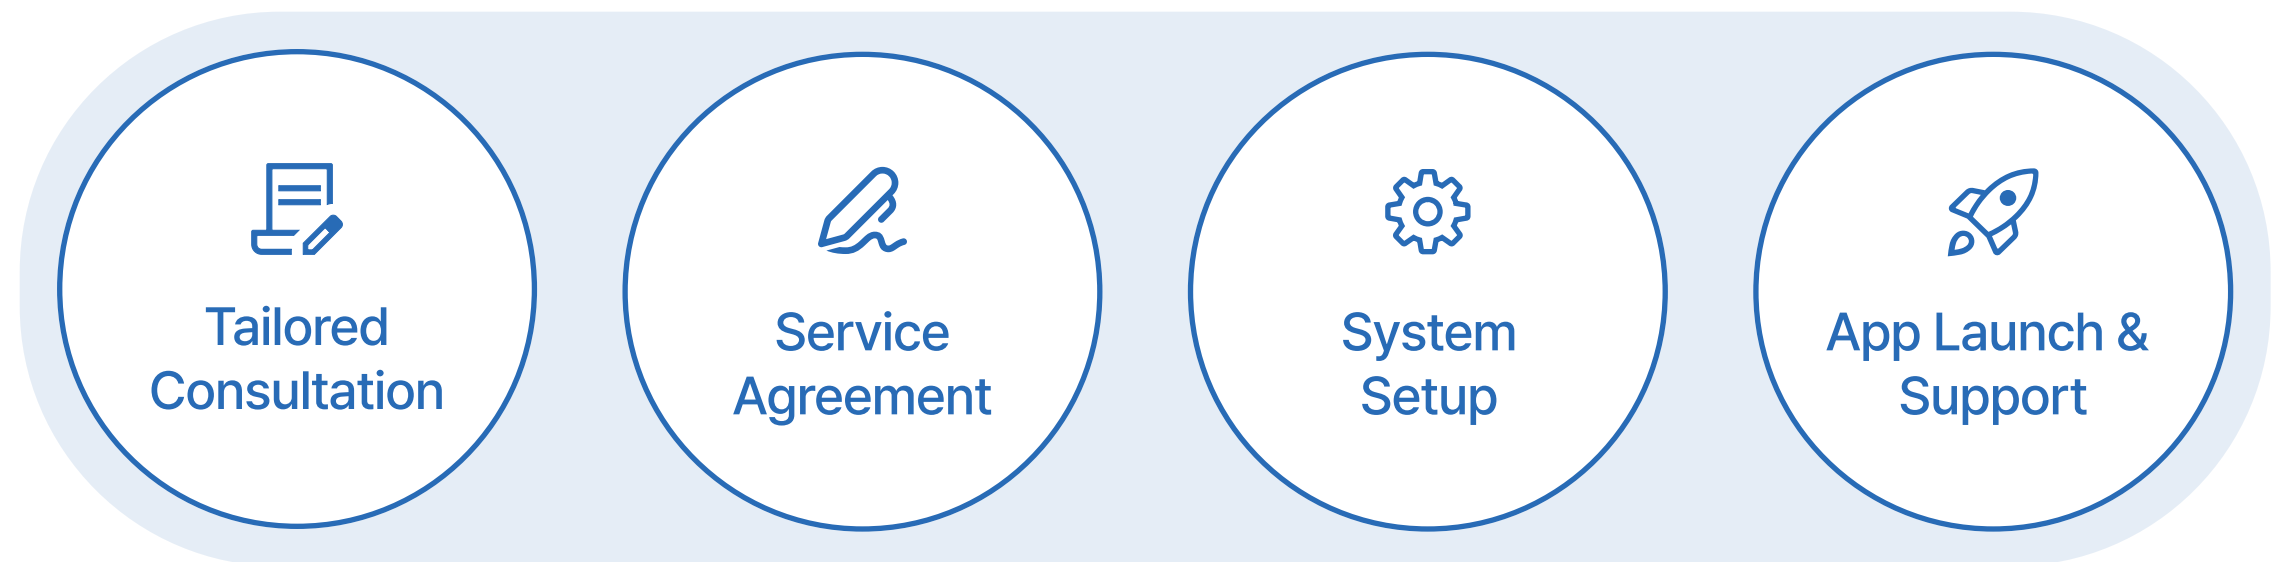 Tailored
Consultation
Service
Agreement
System
Setup
App Launch &
Support